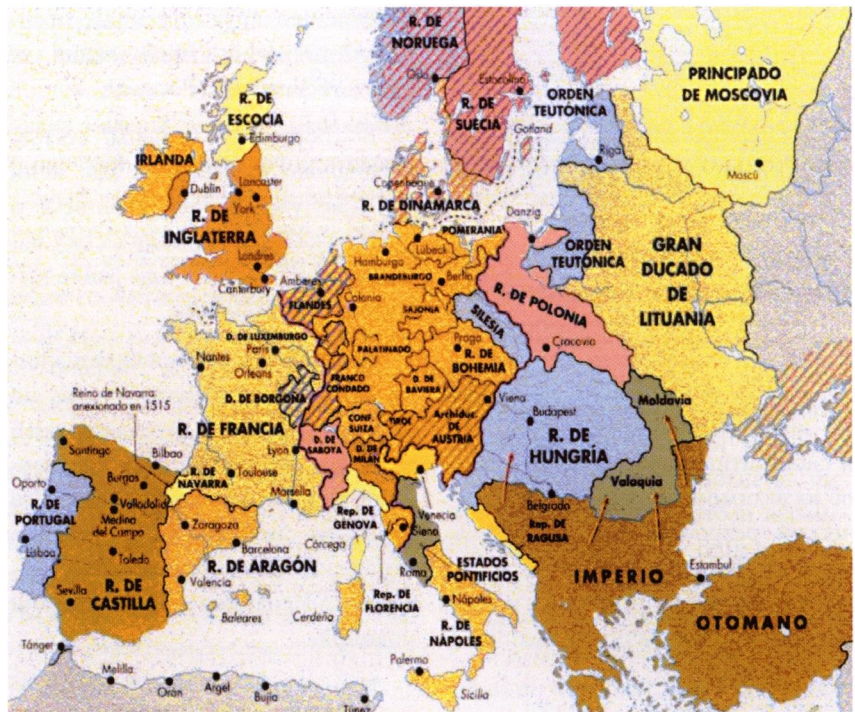 R. DE
NORUEGA
Oslo
Estocolmo
R. DE
SUECIA
ORDEN
TEUTÓNICA
Gotland
Riga
PRINCIPADO
DE MOSCOVIA
Moscú
R. DE
ESCOCIA
Edimburgo
IRLANDA
Dublín
Lancaster
York
R. DE
INGLATERRA
Londres
Canterbury
Copenhague
R. DE DINAMARCA
Danzig
POMERANIA
ORDEN
TEUTÓNICA
GRAN
DUCADO
DE
LITUANIA
Lübeck
Hamburgo
BRANDEBURGO
Berlín
Amberes
FLANDES
Colonia
SAJONIA
SILESIA
R. DE POLONIA
Cracovia
D. DE LUXEMBURGO
París
Nantes
Orleans
PALATINADO
Praga
R. DE
BOHEMIA
FRANCO
CONDADO
D. DE
BAVIERA
D. DE BORGOÑA
Viena
Archiduc. DE
AUSTRIA
CONF.
SUIZA
TIROL
Budapest
R. DE
HUNGRÍA
Moldavia
Valaquia
Reino de Navarra:
anexionado en 1515
R. DE FRANCIA
Lyon
D. DE
SABOYA
D. DE
MILAN
Santiago
Bilbao
R. DE
NAVARRA
Toulouse
Marsella
Rep. DE
GENOVA
Venecia
Belgrado
Rep. DE
RAGUSA
Oporto
R. DE
PORTUGAL
Lisboa
Burgos
Valladolid
Medina
del Campo
Toledo
R. DE
CASTILLA
Sevilla
Zaragoza
Barcelona
R. DE ARAGÓN
Valencia
Baleares
Córcega
Cerdeña
Siena
Roma
Rep. DE
FLORENCIA
ESTADOS
PONTIFICIOS
Nápoles
R. DE
NÁPOLES
Palermo
Sicilia
IMPERIO
OTOMANO
Estambul
Tánger
Melilla
Orán
Argel
Bujía
Túnez